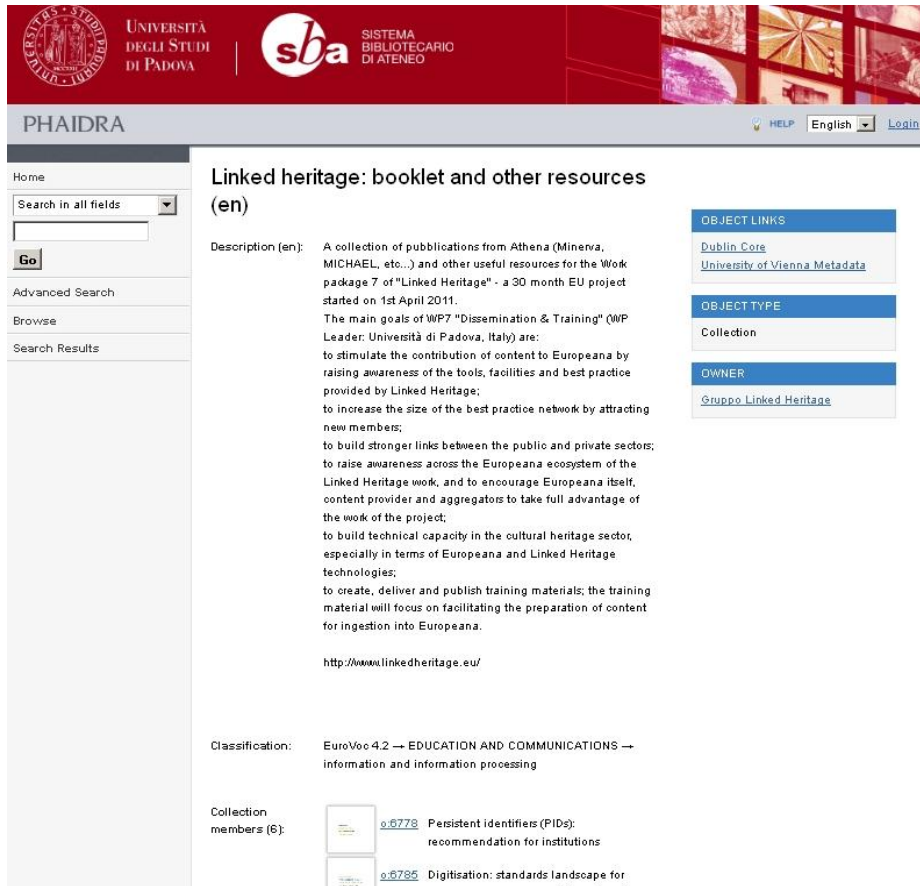 UNIVERSITÀ
DEGLI STUDI
DI PADOVA
sba
SISTEMA
BIBLIOTECARIO
DI ATENEO
PHAIDRA
HELP
English
Login
Home
Search in all fields
Go
Advanced Search
Browse
Search Results
Linked heritage: booklet and other resources
(en)
Description (en):
A collection of pubblications from Athena (Minerva,
MICHAEL, etc...) and other useful resources for the Work
package 7 of "Linked Heritage" - a 30 month EU project
started on 1st April 2011.
The main goals of WP7 "Dissemination & Training" (WP
Leader: Università di Padova, Italy) are:
to stimulate the contribution of content to Europeana by
raising awareness of the tools, facilities and best practice
provided by Linked Heritage;
to increase the size of the best practice network by attracting
new members;
to build stronger links between the public and private sectors;
to raise awareness across the Europeana ecosystem of the
Linked Heritage work, and to encourage Europeana itself,
content provider and aggregators to take full advantage of
the work of the project;
to build technical capacity in the cultural heritage sector,
especially in terms of Europeana and Linked Heritage
technologies;
to create, deliver and publish training materials; the training
material will focus on facilitating the preparation of content
for ingestion into Europeana.
http://www.linkedheritage.eu/
Classification:
EuroVoc 4.2 → EDUCATION AND COMMUNICATIONS →
information and information processing
Collection
members (6):
o:6778 Persistent identifiers (PIDs):
recommendation for institutions
o:6785 Digitisation: standards landscape for
OBJECT LINKS
Dublin Core
University of Vienna Metadata
OBJECT TYPE
Collection
OWNER
Gruppo Linked Heritage